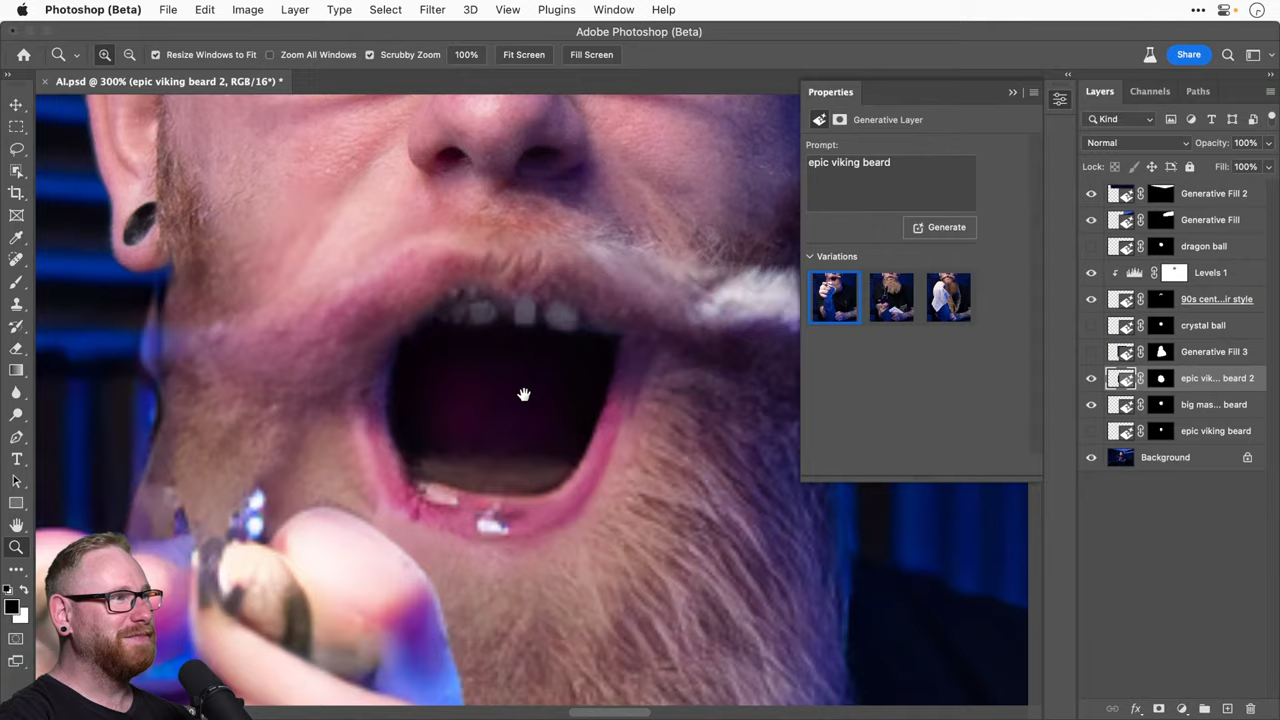 Photoshop (Beta) File Edit Image Layer Type Select Filter 3D View Plugins Window Help
Adobe Photoshop (Beta)
Resize Windows to Fit Zoom All Windows Scrubby Zoom 100% Fit Screen Fill Screen Share
AI.psd @ 300% (epic viking beard 2, RGB/16*) *
Properties
Generative Layer
Prompt:
epic viking beard
Generate
Variations
Layers Channels Paths
Kind
Normal Opacity: 100%
Lock: Fill: 100%
Generative Fill 2
Generative Fill
dragon ball
Levels 1
90s cent...ir style
crystal ball
Generative Fill 3
epic vik... beard 2
big mas... beard
epic viking beard
Background